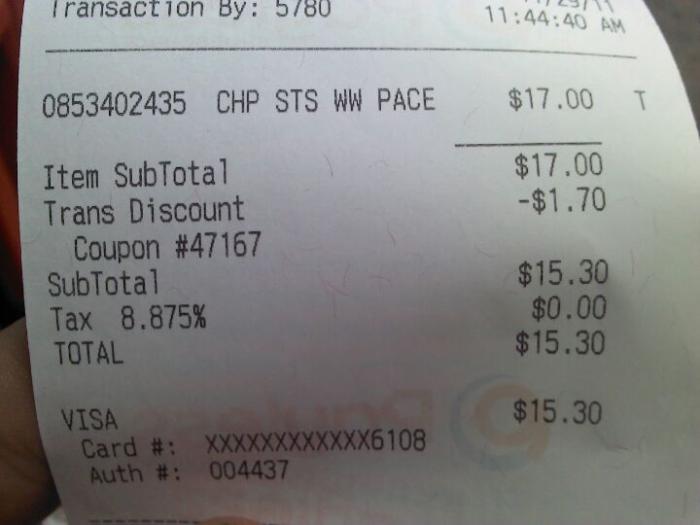 Transaction By: 5780
11:44:40 AM
0853402435 CHP STS WW PACE $17.00 T
Item SubTotal $17.00
Trans Discount -$1.70
Coupon #47167
SubTotal $15.30
Tax 8.875% $0.00
TOTAL $15.30
VISA $15.30
Card #: XXXXXXXXXXXX6108
Auth #: 004437